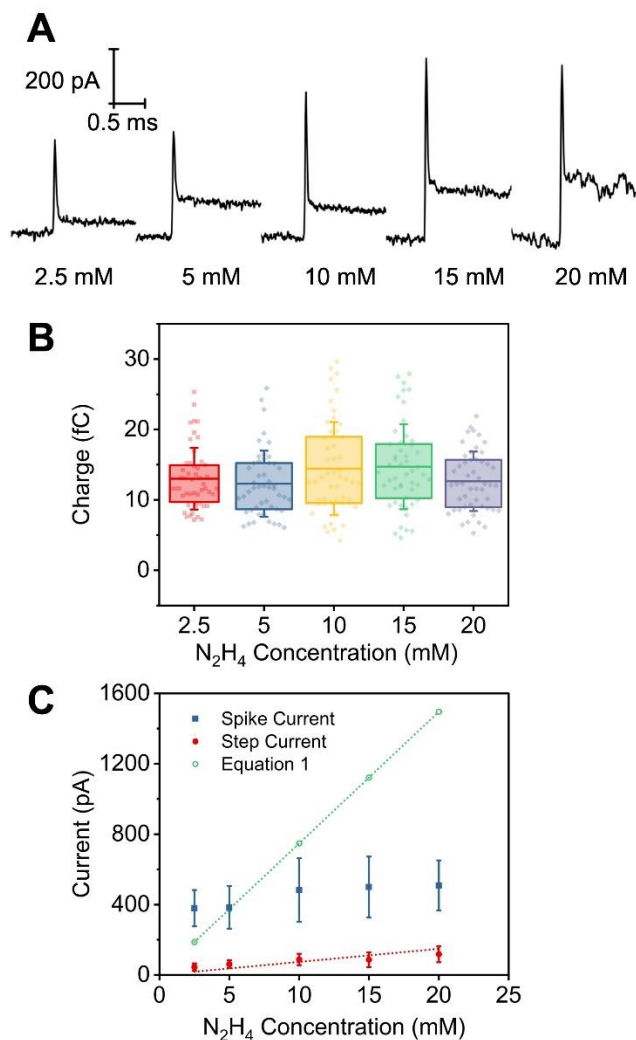 A
200 pA
0.5 ms
2.5 mM 5 mM 10 mM 15 mM 20 mM
B
30
20
10
0
Charge (fC)
2.5 5 10 15 20
N₂H₄ Concentration (mM)
C
1600
1200
800
400
0
Current (pA)
Spike Current
Step Current
Equation 1
0 5 10 15 20 25
N₂H₄ Concentration (mM)